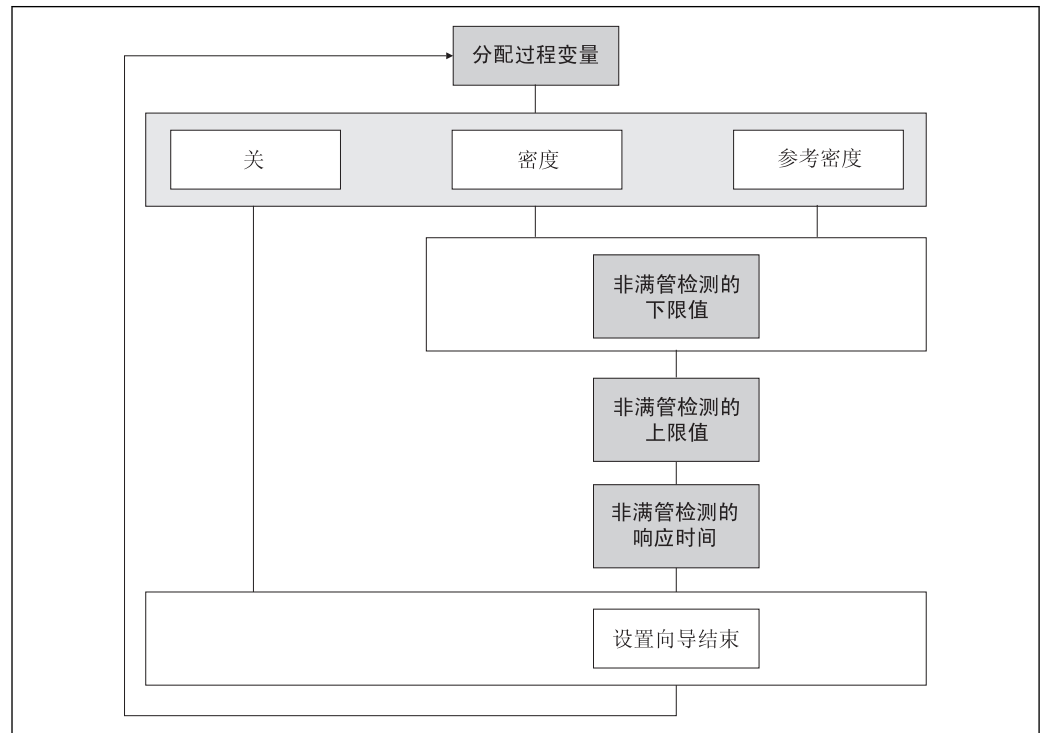 分配过程变量
关
密度
参考密度
非满管检测的
下限值
非满管检测的
上限值
非满管检测的
响应时间
设置向导结束